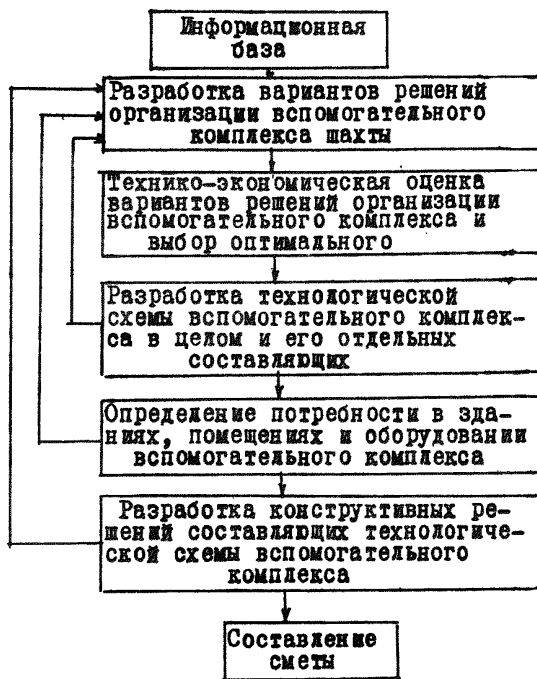 Информационная
база
Разработка вариантов решений
организации вспомогательного
комплекса шахты
Технико-экономическая оценка
вариантов решений организации
вспомогательного комплекса и
выбор оптимального
Разработка технологической
схемы вспомогательного комплек-
са в целом и его отдельных
составляющих
Определение потребности в зда-
ниях, помещениях и оборудовании
вспомогательного комплекса
Разработка конструктивных ре-
шений составляющих технологиче-
ской схемы вспомогательного
комплекса
Составление
сметы